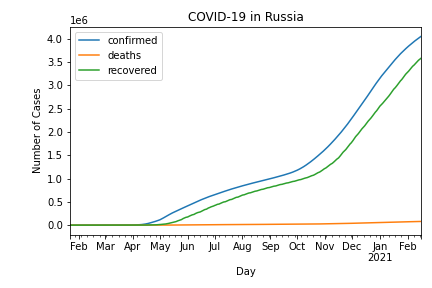 COVID-19 in Russia
1e6
confirmed
deaths
recovered
4.0
3.5
3.0
2.5
2.0
1.5
1.0
0.5
0.0
Number of Cases
Feb Mar Apr May Jun Jul Aug Sep Oct Nov Dec Jan Feb
2021
Day